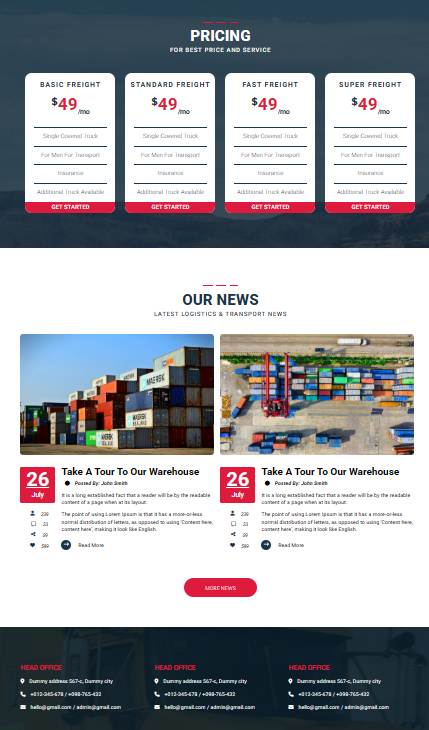 PRICING
FOR BEST PRICE AND SERVICE
BASIC FREIGHT
$49/mo
Single Covered Truck
For Men For Transport
Insurance
Additional Truck Available
GET STARTED
STANDARD FREIGHT
$49/mo
Single Covered Truck
For Men For Transport
Insurance
Additional Truck Available
GET STARTED
FAST FREIGHT
$49/mo
Single Covered Truck
For Men For Transport
Insurance
Additional Truck Available
GET STARTED
SUPER FREIGHT
$49/mo
Single Covered Truck
For Men For Transport
Insurance
Additional Truck Available
GET STARTED
OUR NEWS
LATEST LOGISTICS & TRANSPORT NEWS
MAERSK
MAERSK
26
July
239
23
09
599
Take A Tour To Our Warehouse
Posted By: John Smith
It is a long established fact that a reader will be by the readable
content of a page when at its layout.
The point of using Lorem Ipsum is that it has a more-or-less
normal distribution of letters, as opposed to using 'Content here,
content here', making it look like English.
Read More
26
July
239
23
09
599
Take A Tour To Our Warehouse
Posted By: John Smith
It is a long established fact that a reader will be by the readable
content of a page when at its layout.
The point of using Lorem Ipsum is that it has a more-or-less
normal distribution of letters, as opposed to using 'Content here,
content here', making it look like English.
Read More
MORE NEWS
HEAD OFFICE
Dummy address 567-c, Dummy city
+012-345-678 / +098-765-432
hello@gmail.com / admin@gmail.com
HEAD OFFICE
Dummy address 567-c, Dummy city
+012-345-678 / +098-765-432
hello@gmail.com / admin@gmail.com
HEAD OFFICE
Dummy address 567-c, Dummy city
+012-345-678 / +098-765-432
hello@gmail.com / admin@gmail.com